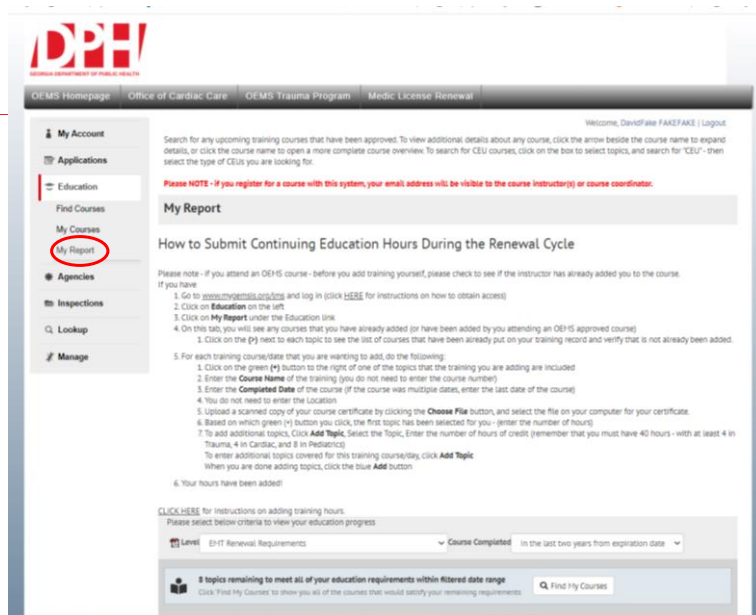 DPH
GEORGIA DEPARTMENT OF PUBLIC HEALTH
OEMS Homepage Office of Cardiac Care OEMS Trauma Program Medic License Renewal
Welcome, DavidFake FAKEFAKE | Logout
My Account
Applications
Education
Find Courses
My Courses
My Report
Agencies
Inspections
Lookup
Manage
Search for any upcoming training courses that have been approved. To view additional details about any course, click the arrow beside the course name to expand
details, or click the course name to open a more complete course overview. To search for CEU courses, click on the box to select topics, and search for "CEU" - then
select the type of CEUs you are looking for.
Please NOTE - if you register for a course with this system, your email address will be visible to the course instructor(s) or course coordinator.
My Report
How to Submit Continuing Education Hours During the Renewal Cycle
Please note - if you attend an OEMS course - before you add training yourself, please check to see if the instructor has already added you to the course.
If you have
1. Go to www.mygemsis.org/lms and log in (click HERE for instructions on how to obtain access)
2. Click on Education on the left
3. Click on My Report under the Education link
4. On this tab, you will see any courses that you have already added (or have been added by you attending an OEMS approved course)
1. Click on the (>) next to each topic to see the list of courses that have been already put on your training record and verify that is not already been added.
5. For each training course/date that you are wanting to add, do the following:
1. Click on the green (+) button to the right of one of the topics that the training you are adding are included
2. Enter the Course Name of the training (you do not need to enter the course number)
3. Enter the Completed Date of the course (if the course was multiple dates, enter the last date of the course)
4. You do not need to enter the Location
5. Upload a scanned copy of your course certificate by clicking the Choose File button, and select the file on your computer for your certificate.
6. Based on which green (+) button you click, the first topic has been selected for you - (enter the number of hours)
7. To add additional topics, Click Add Topic, Select the Topic, Enter the number of hours of credit (remember that you must have 40 hours - with at least 4 in
Trauma, 4 in Cardiac, and 8 in Pediatrics)
To enter additional topics covered for this training course/day, click Add Topic
When you are done adding topics, click the blue Add button
6. Your hours have been added!
CLICK HERE for instructions on adding training hours.
Please select below criteria to view your education progress
Level EMT Renewal Requirements Course Completed in the last two years from expiration date
8 topics remaining to meet all of your education requirements within filtered date range
Click 'Find My Courses' to show you all of the courses that would satisfy your remaining requirements
Find My Courses